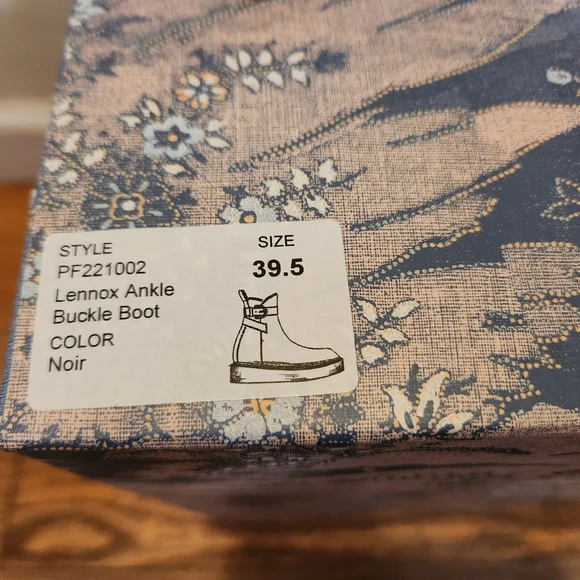 STYLE
PF221002
Lennox Ankle
Buckle Boot
COLOR
Noir
SIZE
39.5